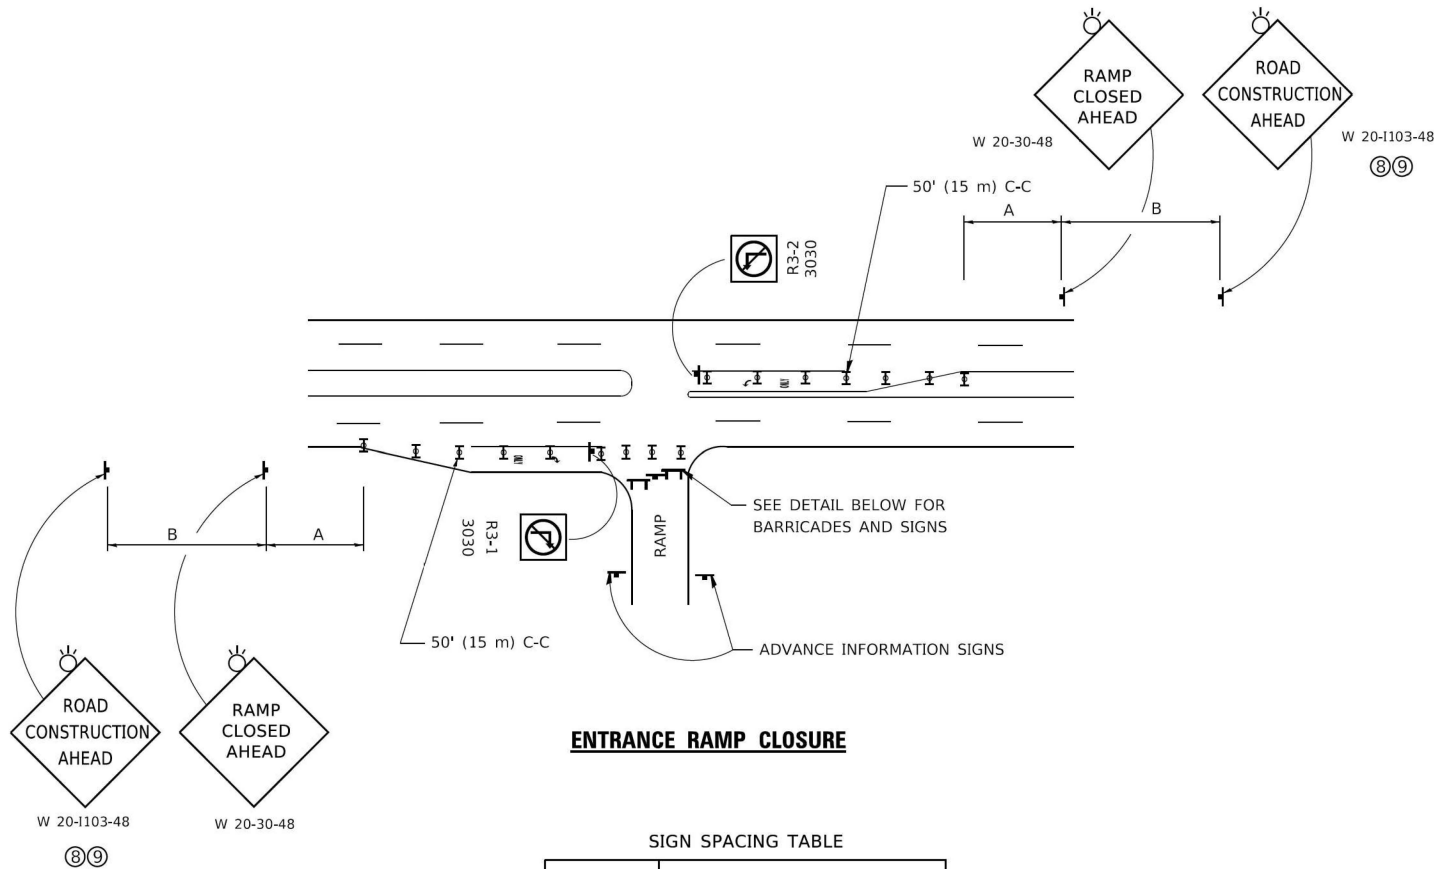 RAMP
CLOSED
AHEAD
W 20-30-48
ROAD
CONSTRUCTION
AHEAD
W 20-I103-48
⑧⑨
50' (15 m) C-C
A
B
R3-2
3030
SEE DETAIL BELOW FOR
BARRICADES AND SIGNS
RAMP
R3-1
3030
B
A
50' (15 m) C-C
ADVANCE INFORMATION SIGNS
ROAD
CONSTRUCTION
AHEAD
W 20-I103-48
⑧⑨
RAMP
CLOSED
AHEAD
W 20-30-48
ENTRANCE RAMP CLOSURE
SIGN SPACING TABLE